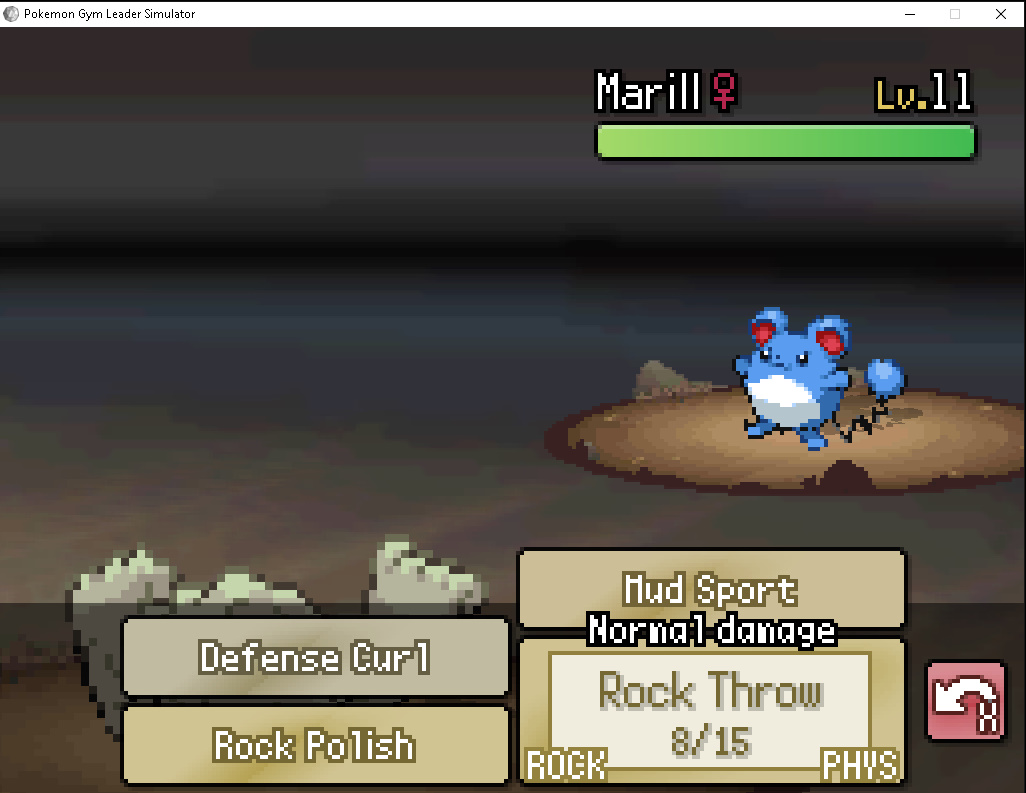 Pokemon Gym Leader Simulator
Marill♀ Lv.11
Mud Sport
Normal damage
Defense Curl
Rock Throw
8/15
Rock Polish
ROCK PHYS
X